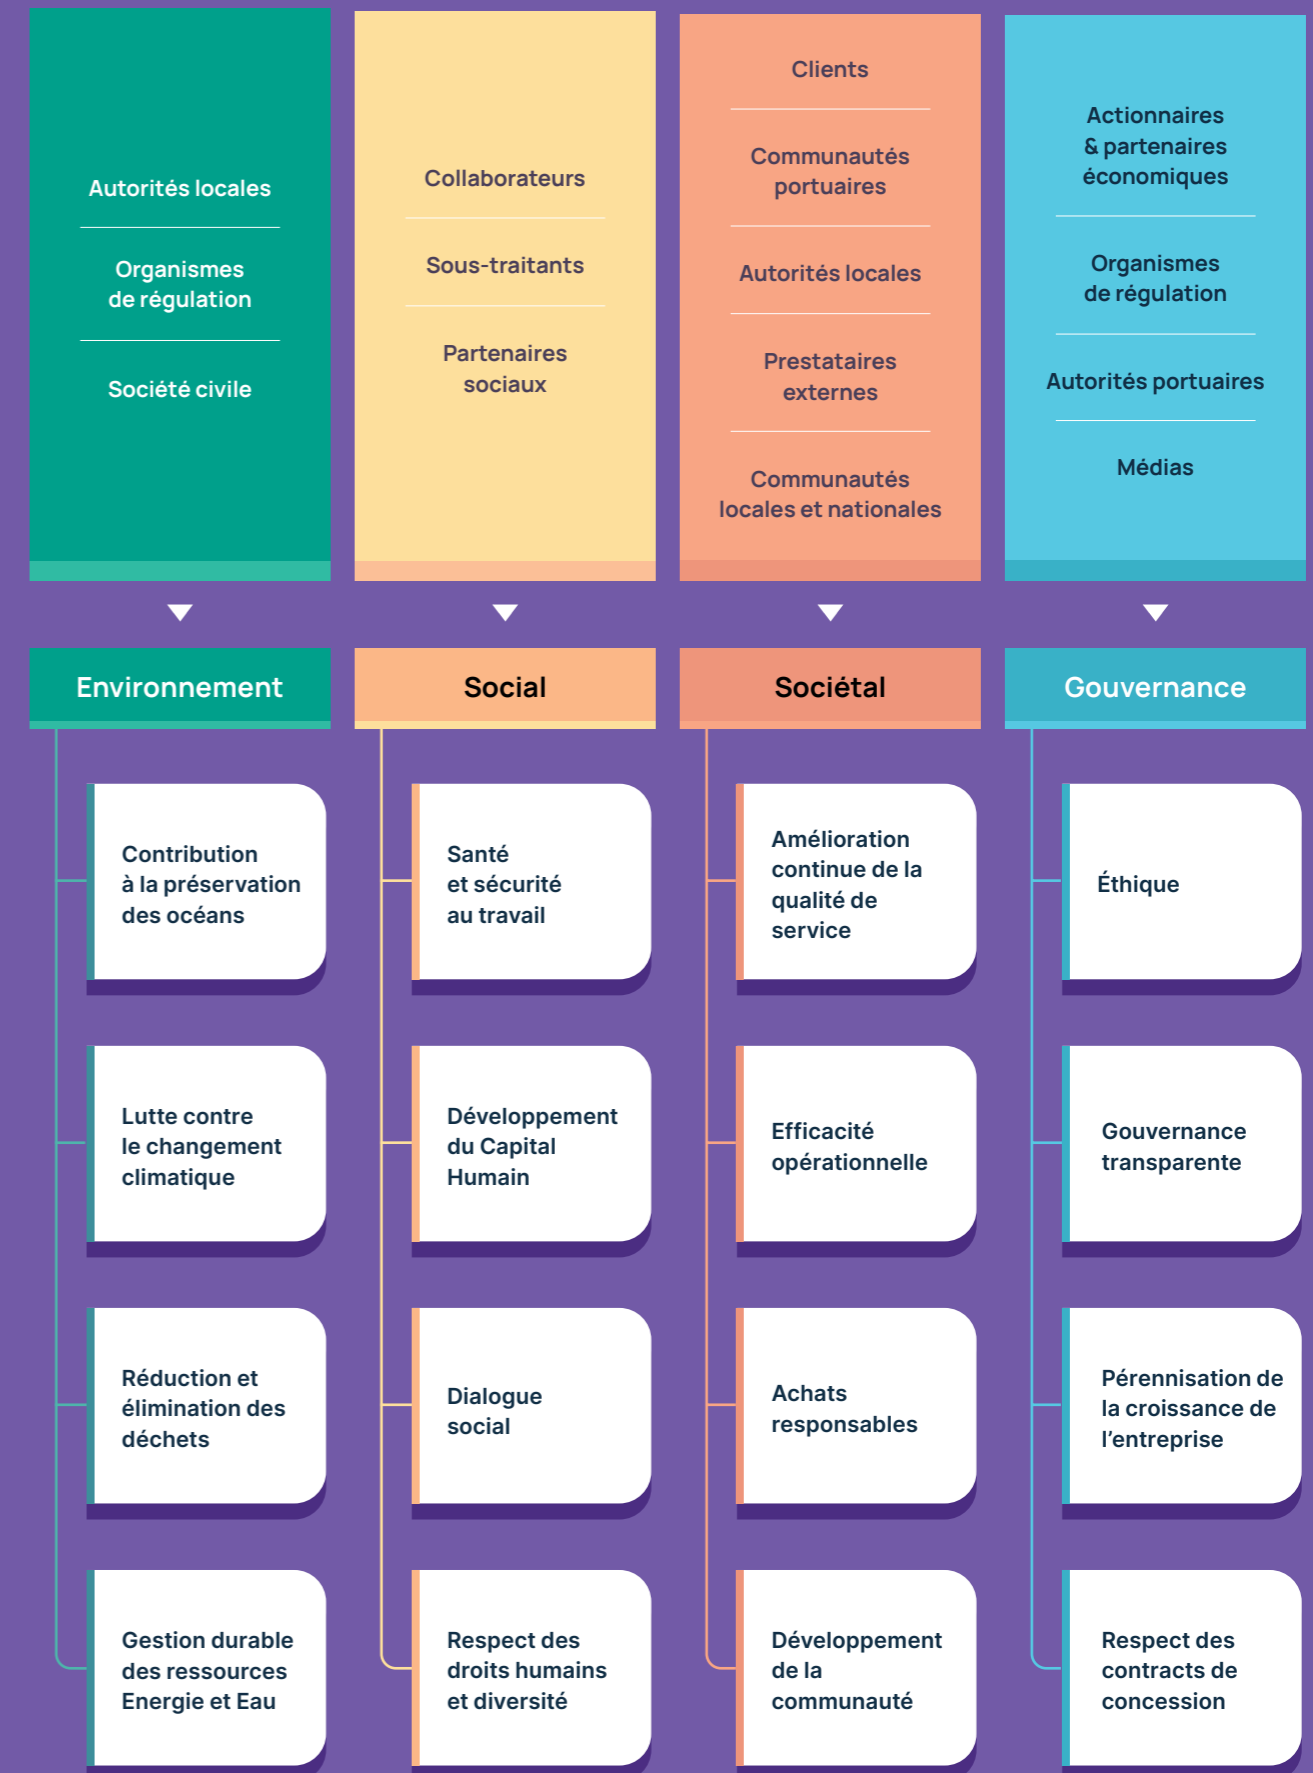 Autorités locales
Organismes
de régulation
Société civile
Collaborateurs
Sous-traitants
Partenaires
sociaux
Clients
Communautés
portuaires
Autorités locales
Prestataires
externes
Communautés
locales et nationales
Actionnaires
& partenaires
économiques
Organismes
de régulation
Autorités portuaires
Médias
Environnement
Contribution
à la préservation
des océans
Lutte contre
le changement
climatique
Réduction et
élimination des
déchets
Gestion durable
des ressources
Energie et Eau
Social
Santé
et sécurité
au travail
Développement
du Capital
Humain
Dialogue
social
Respect des
droits humains
et diversité
Sociétal
Amélioration
continue de la
qualité de
service
Efficacité
opérationnelle
Achats
responsables
Développement
de la
communauté
Gouvernance
Éthique
Gouvernance
transparente
Pérennisation de
la croissance de
l’entreprise
Respect des
contracts de
concession